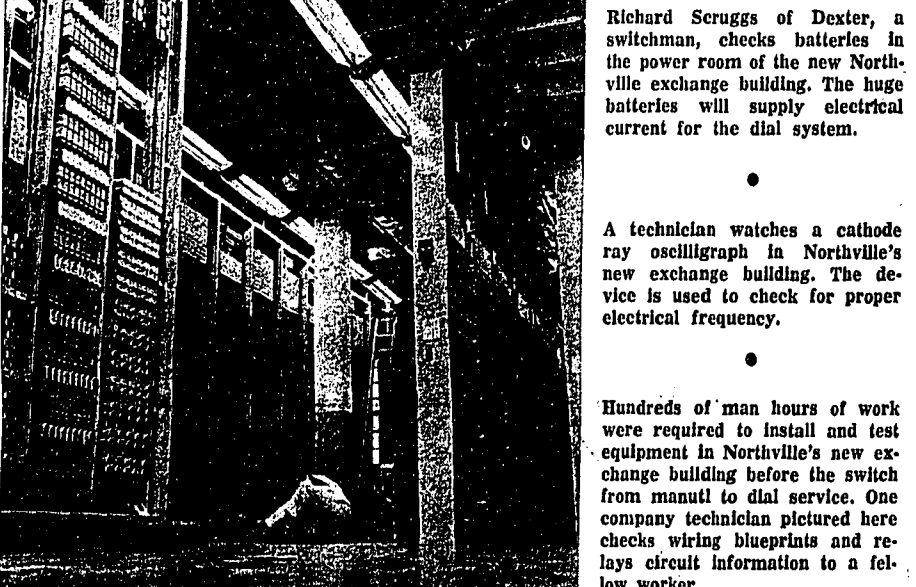 Richard Scruggs of Dexter, a
switchman, checks batteries in
the power room of the new North-
ville exchange building. The huge
batteries will supply electrical
current for the dial system.
A technician watches a cathode
ray oscilligraph in Northville's
new exchange building. The de-
vice is used to check for proper
electrical frequency.
Hundreds of man hours of work
were required to install and test
equipment in Northville's new ex-
change building before the switch
from manutl to dial service. One
company technician pictured here
checks wiring blueprints and re-
lays circuit information to a fel-
low worker